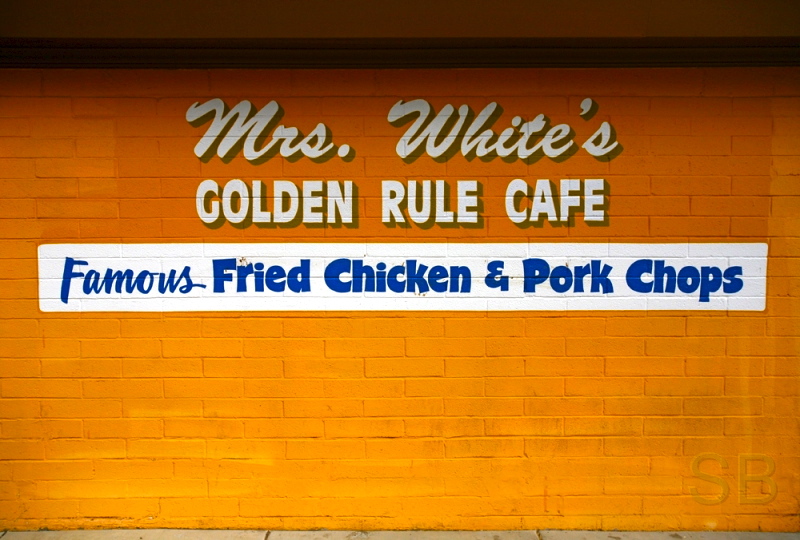 Mrs. White's
GOLDEN RULE CAFE
Famous Fried Chicken & Pork Chops
SB